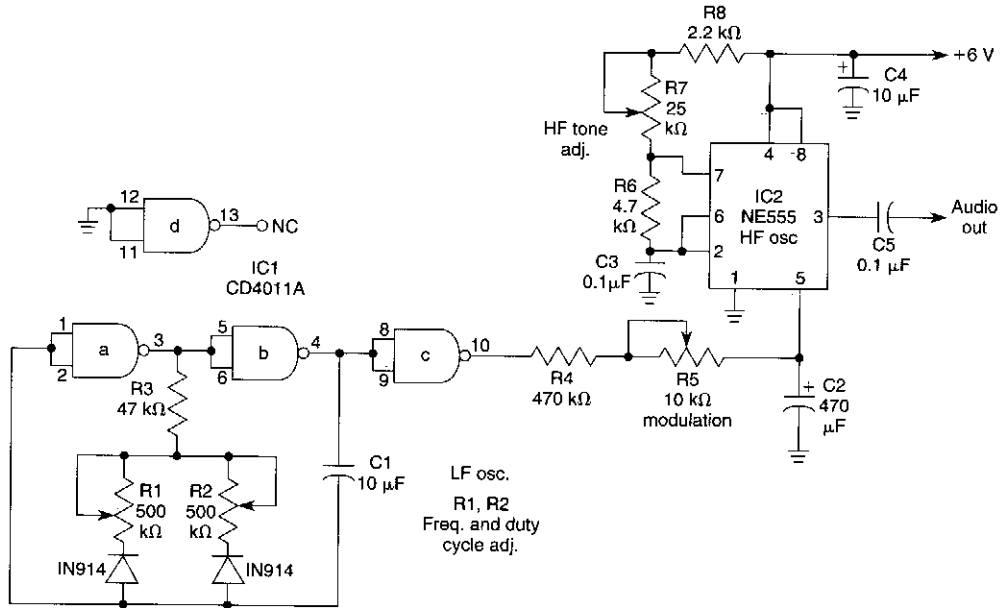 R8
2.2 kΩ
+6 V
+
C4
10 µF
R7
25
kΩ
HF tone
adj.
4
8
7
IC2
NE555
HF osc
R6
4.7
kΩ
6
3
Audio
out
2
C5
0.1 µF
C3
0.1µF
1
5
12
d
13
NC
11
IC1
CD4011A
1
a
3
2
5
b
4
6
8
c
10
9
R3
47 kΩ
R4
470 kΩ
R5
10 kΩ
modulation
+
C2
470
µF
R1
500
kΩ
R2
500
kΩ
C1
10 µF
LF osc.
R1, R2
Freq. and duty
cycle adj.
IN914
IN914